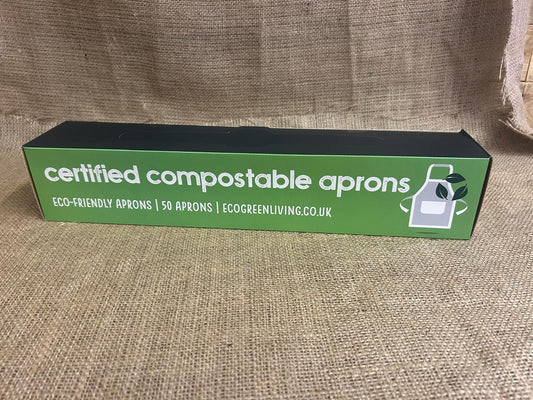 certified compostable aprons
ECO-FRIENDLY APRONS | 50 APRONS | ECOGREENLIVING.CO.UK